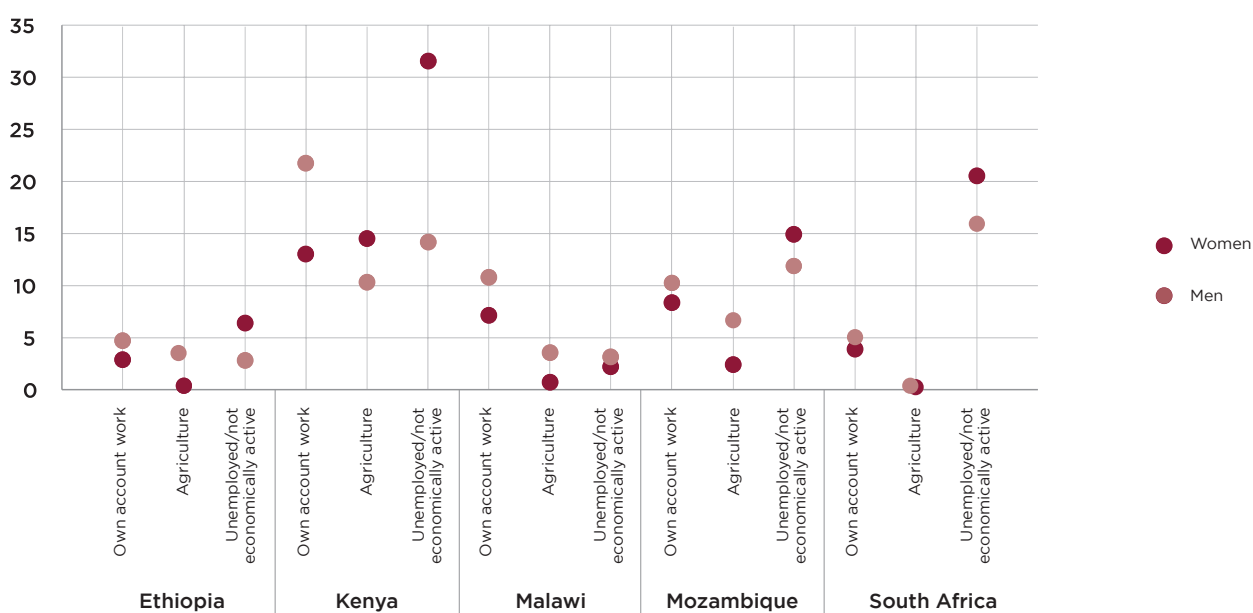 35
30
25
20
15
10
5
0
Women
Men
Own account work
Agriculture
Unemployed/not
economically active
Own account work
Agriculture
Unemployed/not
economically active
Own account work
Agriculture
Unemployed/not
economically active
Own account work
Agriculture
Unemployed/not
economically active
Own account work
Agriculture
Unemployed/not
economically active
Ethiopia
Kenya
Malawi
Mozambique
South Africa